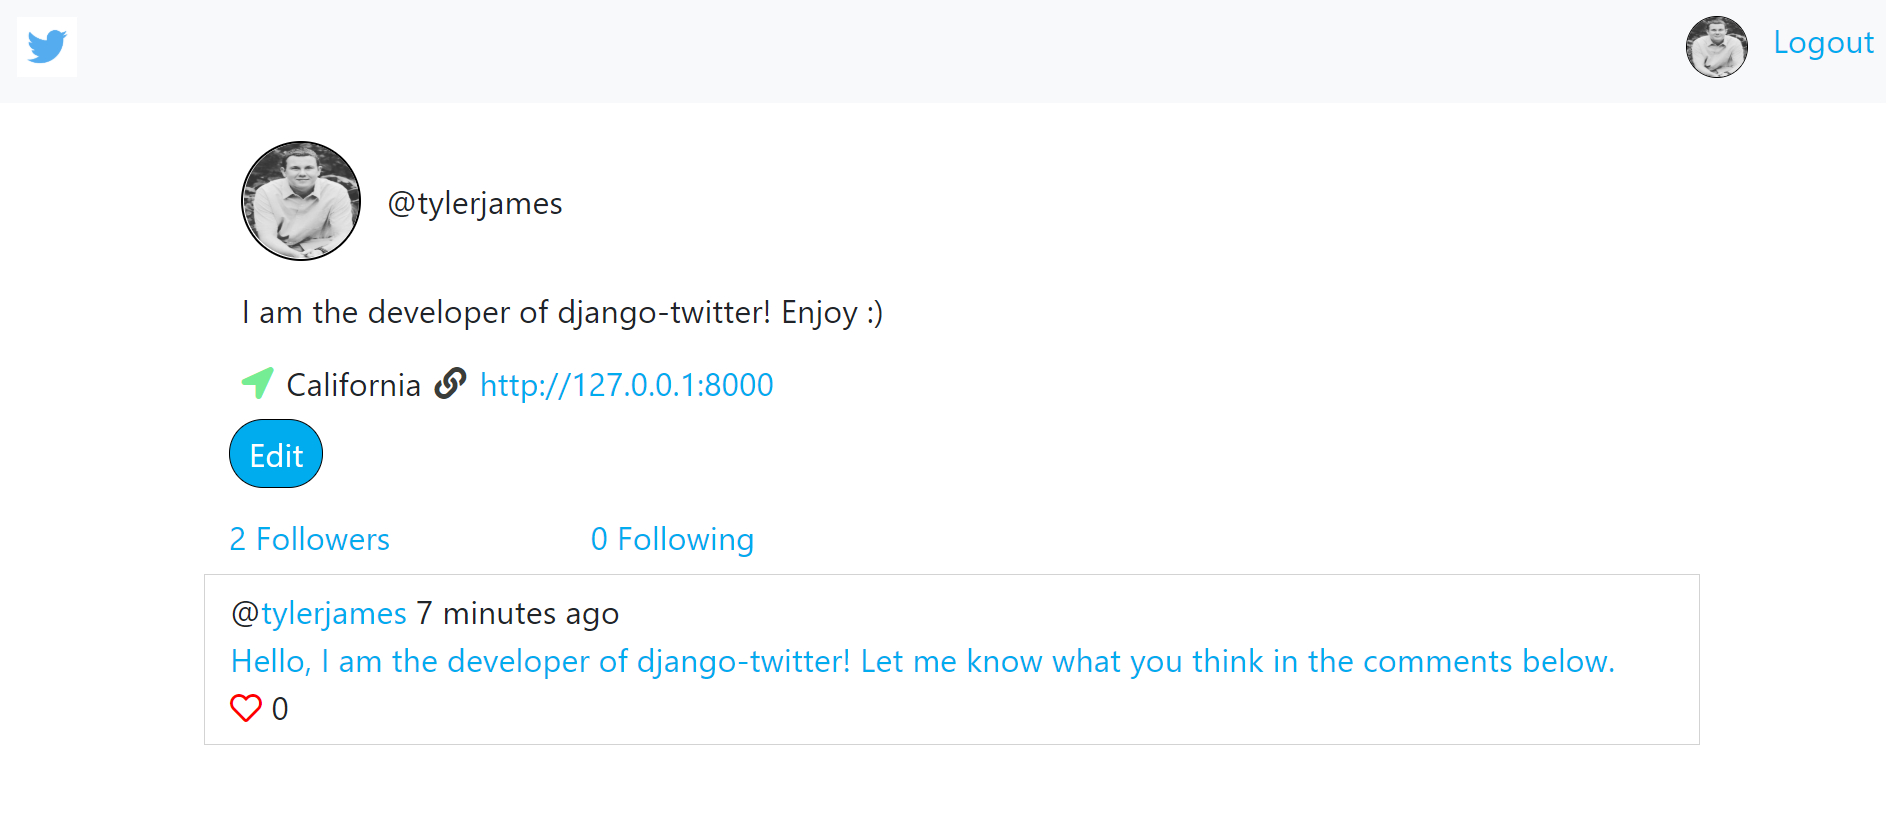 Logout
@tylerjames
I am the developer of django-twitter! Enjoy :)
California http://127.0.0.1:8000
Edit
2 Followers 0 Following
@tylerjames 7 minutes ago
Hello, I am the developer of django-twitter! Let me know what you think in the comments below.
0